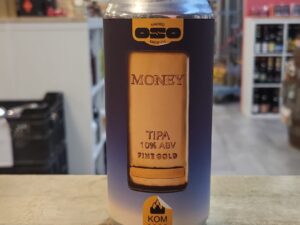 OSO
MONEY
TIPA
10% ABV
FINE GOLD
KOM